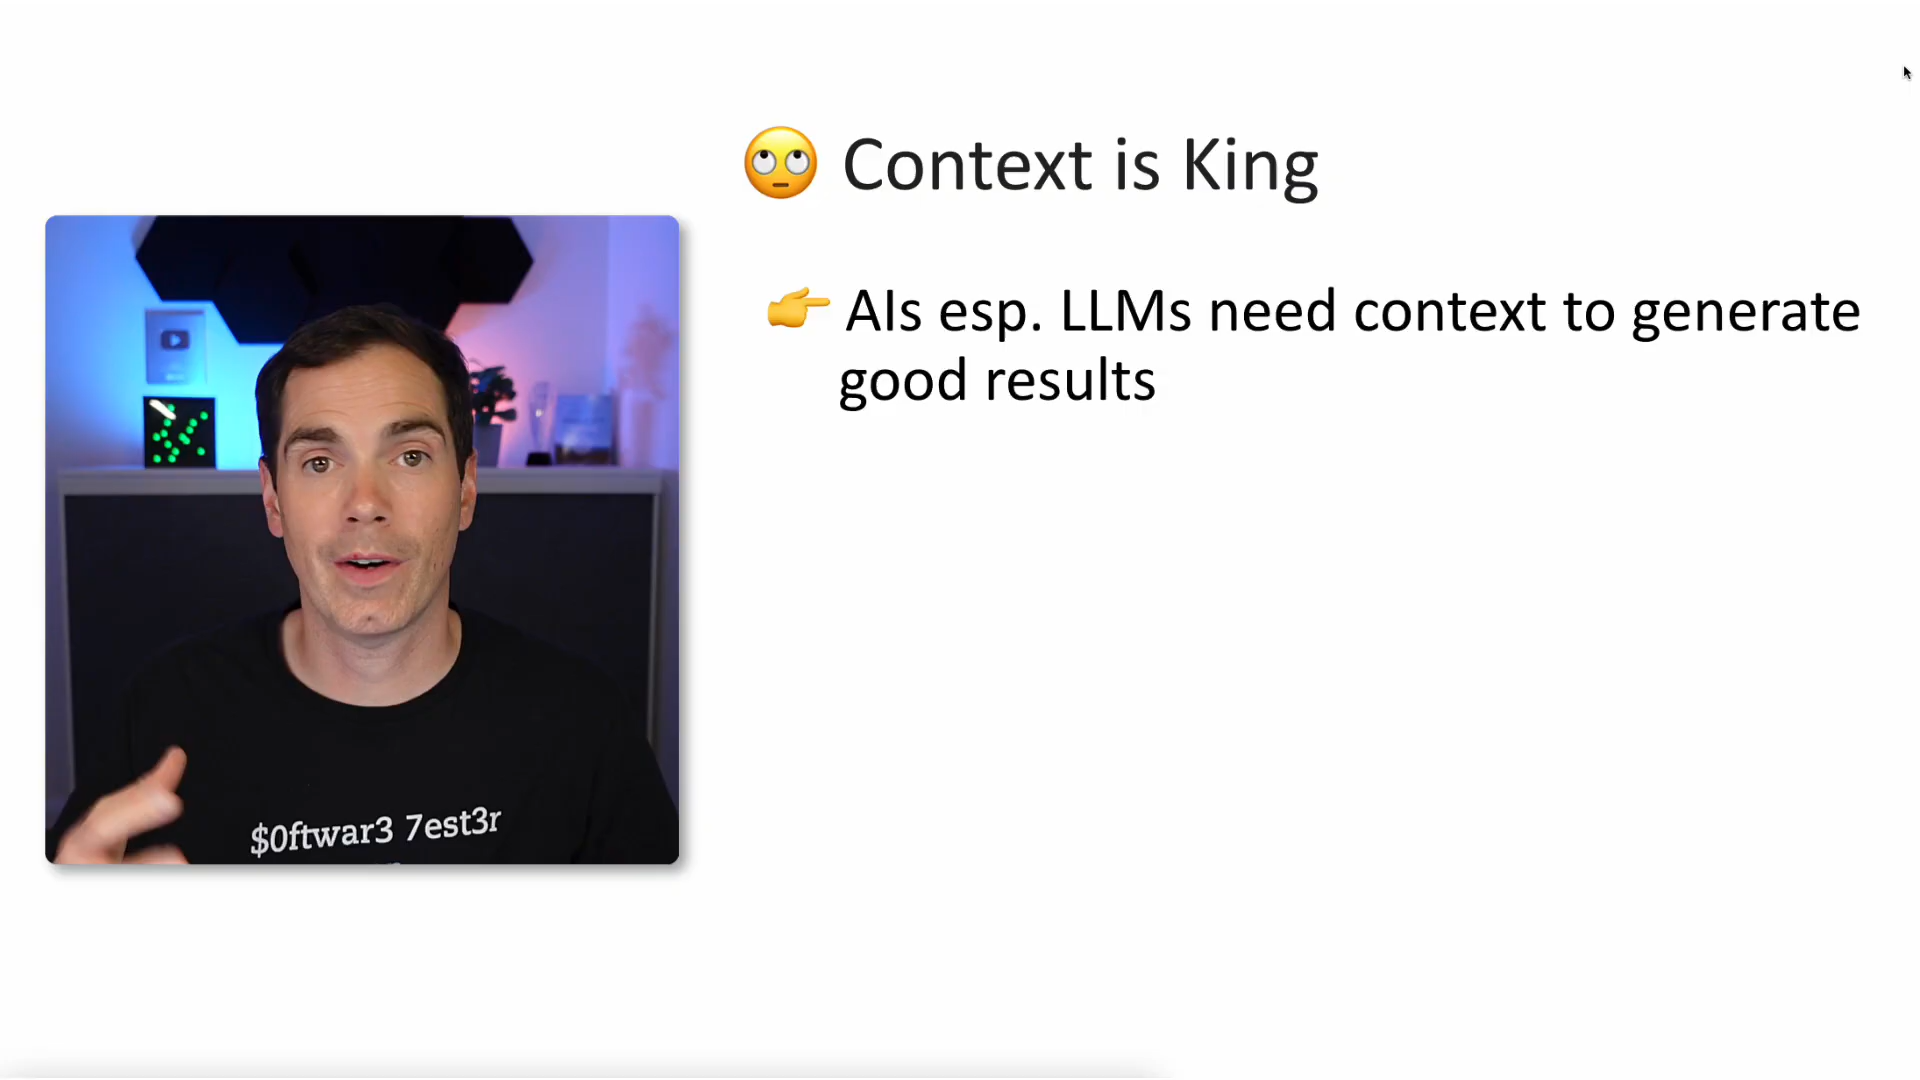 🙄 Context is King
👉 AIs esp. LLMs need context to generate
good results
$0ftwar3 7est3r